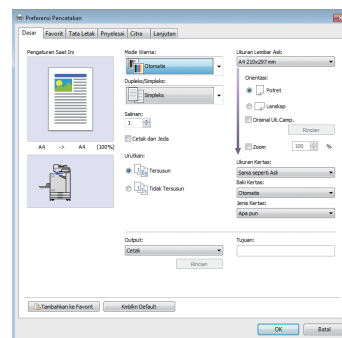 Preferensi Pencetakan
Dasar Favorit Tata Letak Pnyelesai Citra Lanjutan
Pengaturan Saat Ini
A4 -> A4 (100%)
Mode Warna:
Otomatis
Dupleks/Simpleks:
Simpleks
Salinan:
1
Cetak dan Jeda
Urutkan:
Tersusun
Tidak Tersusun
Output:
Cetak
Rincian
Ukuran Lembar Asli:
A4 210x297 mm
Orientasi:
Potret
Lanskap
Orisinal Uk.Camp.
Rincian
Zoom 100 %
Ukuran Kertas:
Sama seperti Asli
Baki Kertas:
Otomatis
Jenis Kertas:
Apa pun
Tujuan:
Tambahkan ke Favorit
Kmblkn Default
OK
Batal